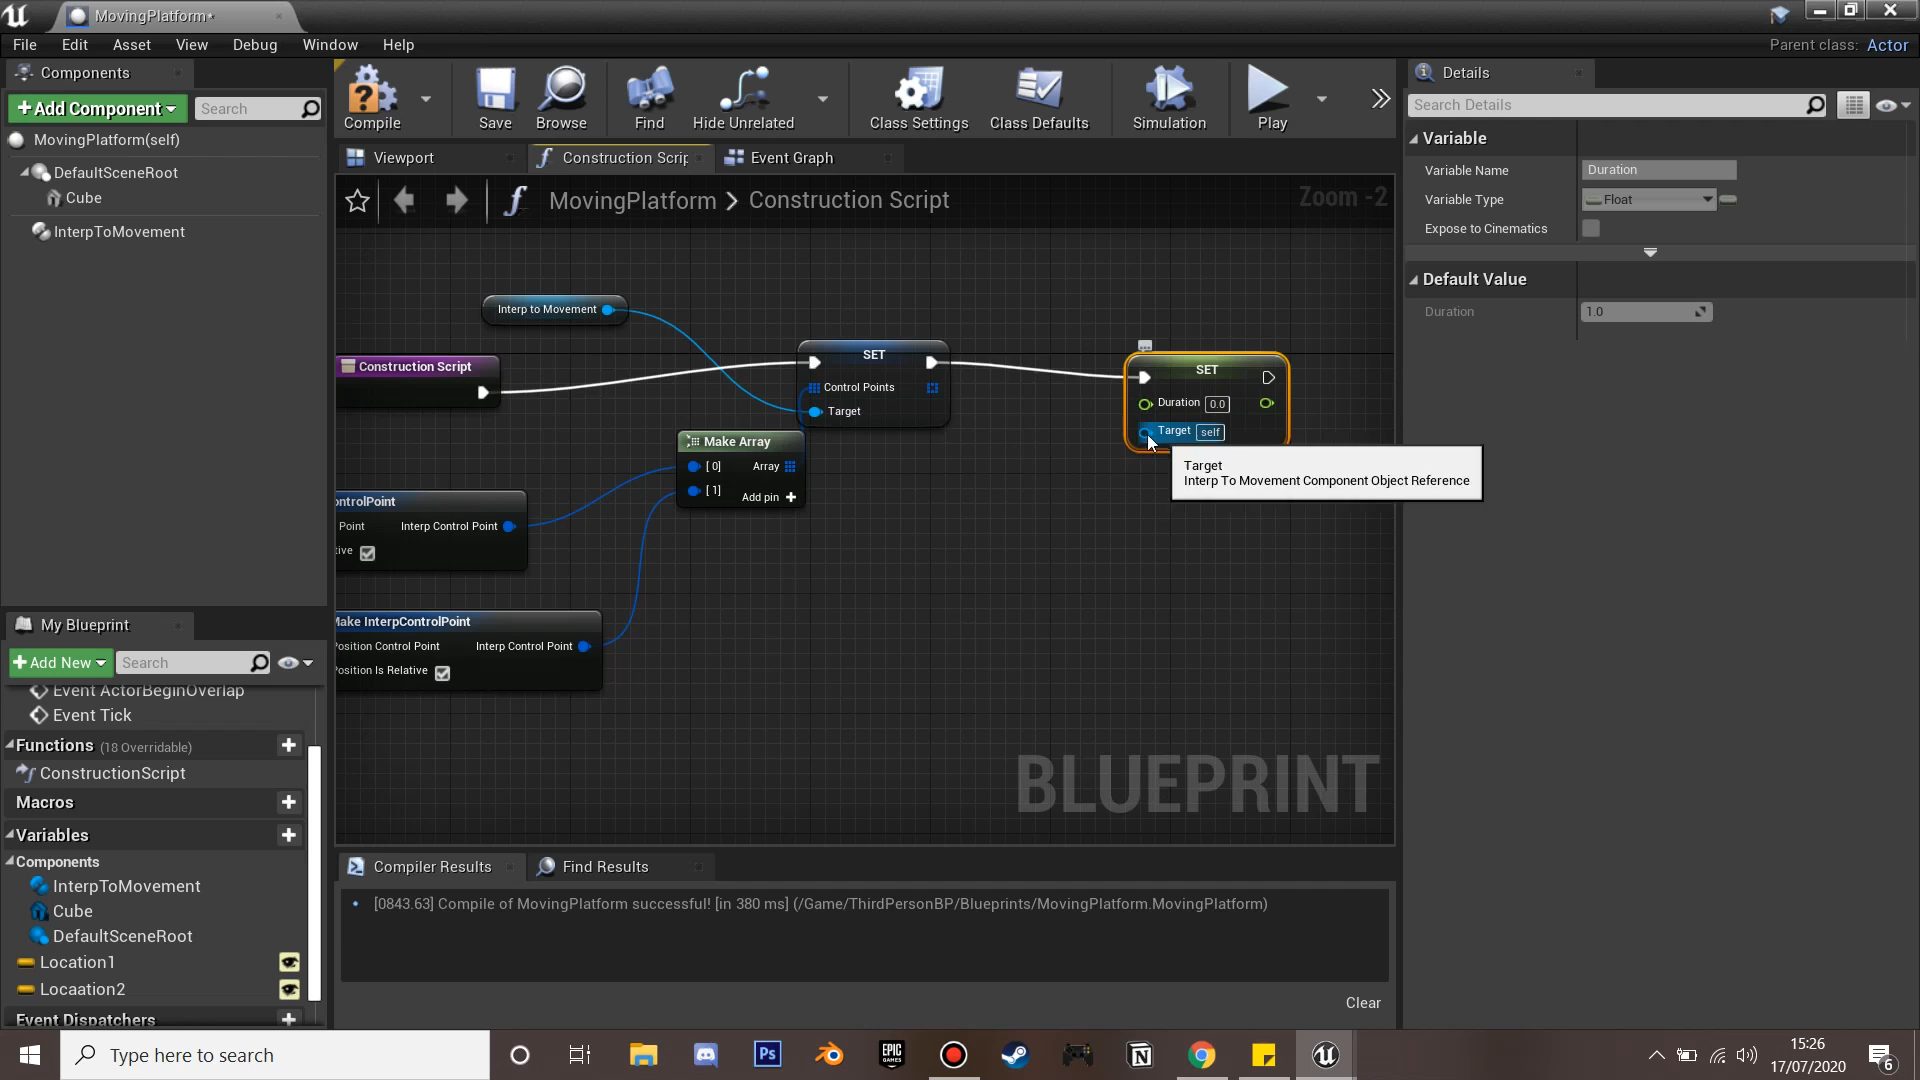 MovingPlatform*
File Edit Asset View Debug Window Help
Parent class: Actor
Components
+Add Component
Search
MovingPlatform(self)
DefaultSceneRoot
Cube
InterpToMovement
Compile
Save
Browse
Find
Hide Unrelated
Class Settings
Class Defaults
Simulation
Play
Viewport
Construction Scrip
Event Graph
MovingPlatform > Construction Script
Zoom -2
Interp to Movement
Construction Script
SET
Control Points
Target
SET
Duration 0.0
Target self
Target
Interp To Movement Component Object Reference
Make Array
[0] Array
[1]
Add pin +
ontrolPoint
Point Interp Control Point
tive
Make InterpControlPoint
Position Control Point Interp Control Point
Position Is Relative
BLUEPRINT
Details
Search Details
Variable
Variable Name Duration
Variable Type Float
Expose to Cinematics
Default Value
Duration 1.0
My Blueprint
+Add New
Search
Event ActorBeginOverlap
Event Tick
Functions (18 Overridable)
ConstructionScript
Macros
Variables
Components
InterpToMovement
Cube
DefaultSceneRoot
Location1
Locaation2
Event Dispatchers
Compiler Results
Find Results
[0843.63] Compile of MovingPlatform successful! [in 380 ms] (/Game/ThirdPersonBP/Blueprints/MovingPlatform.MovingPlatform)
Clear
Type here to search
Ps
EPIC GAMES
15:26
17/07/2020
6